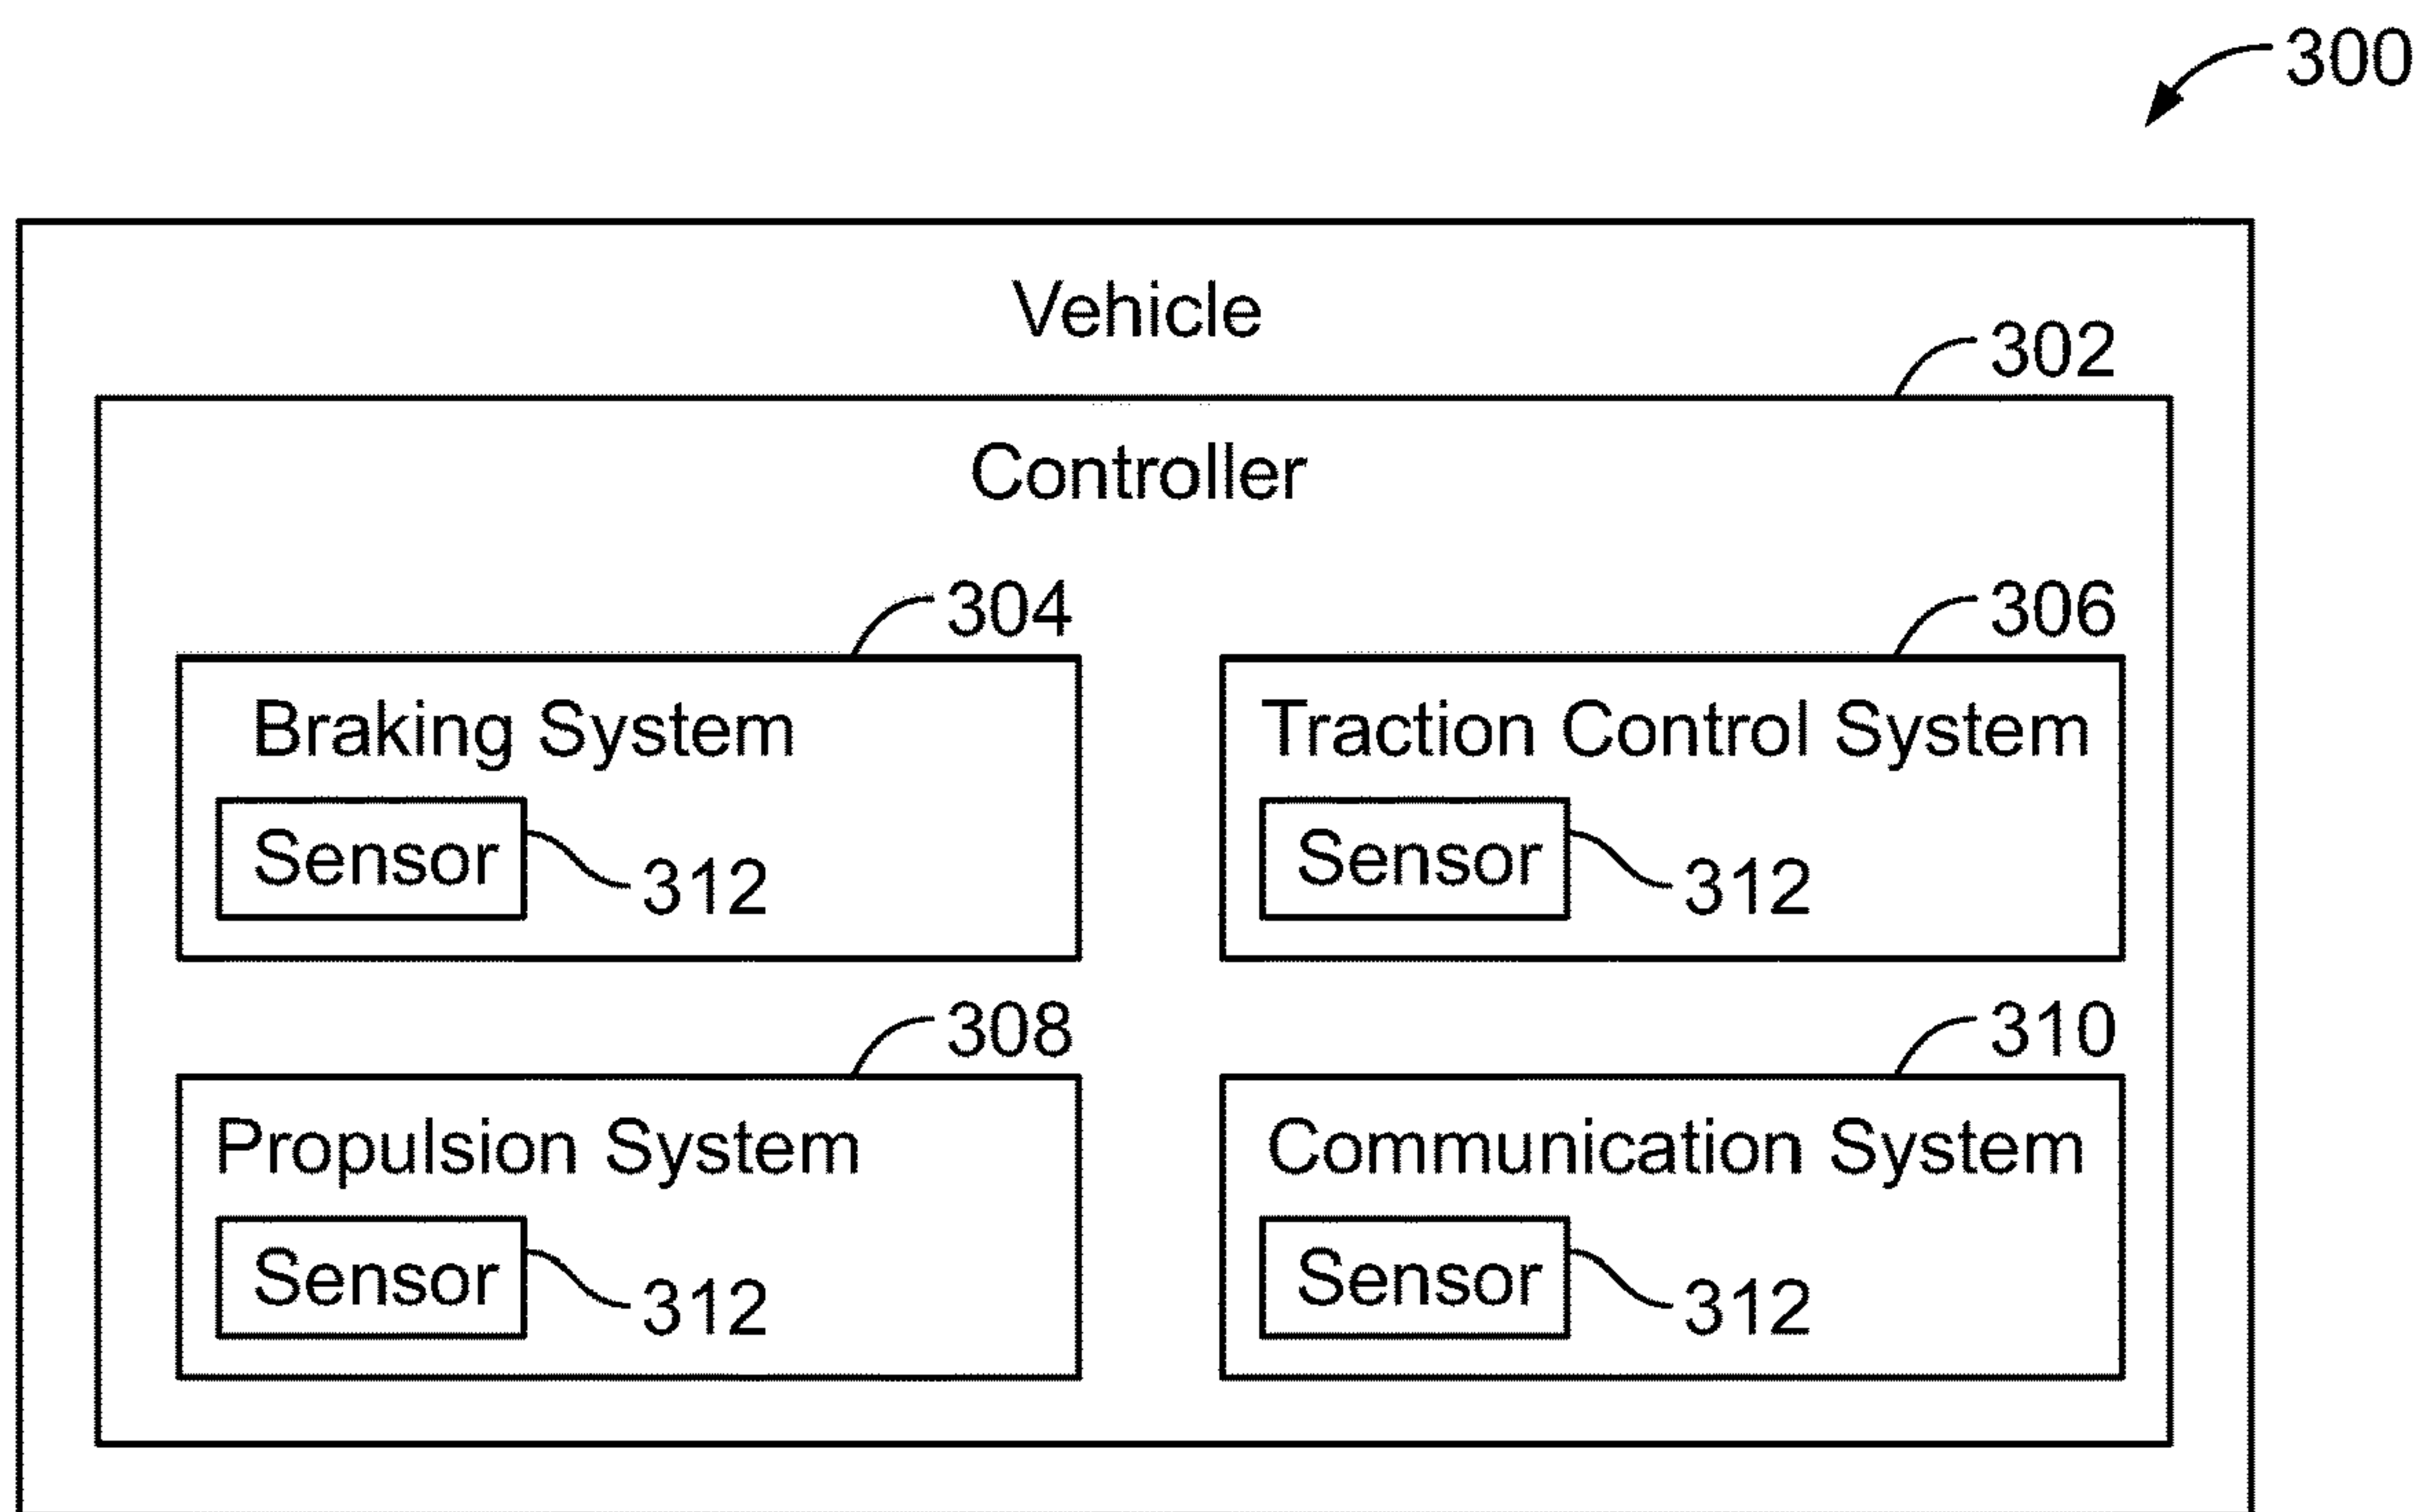 300
Vehicle
302
Controller
304
306
Braking System
Traction Control System
Sensor
312
Sensor
312
308
310
Propulsion System
Communication System
Sensor
312
Sensor
312